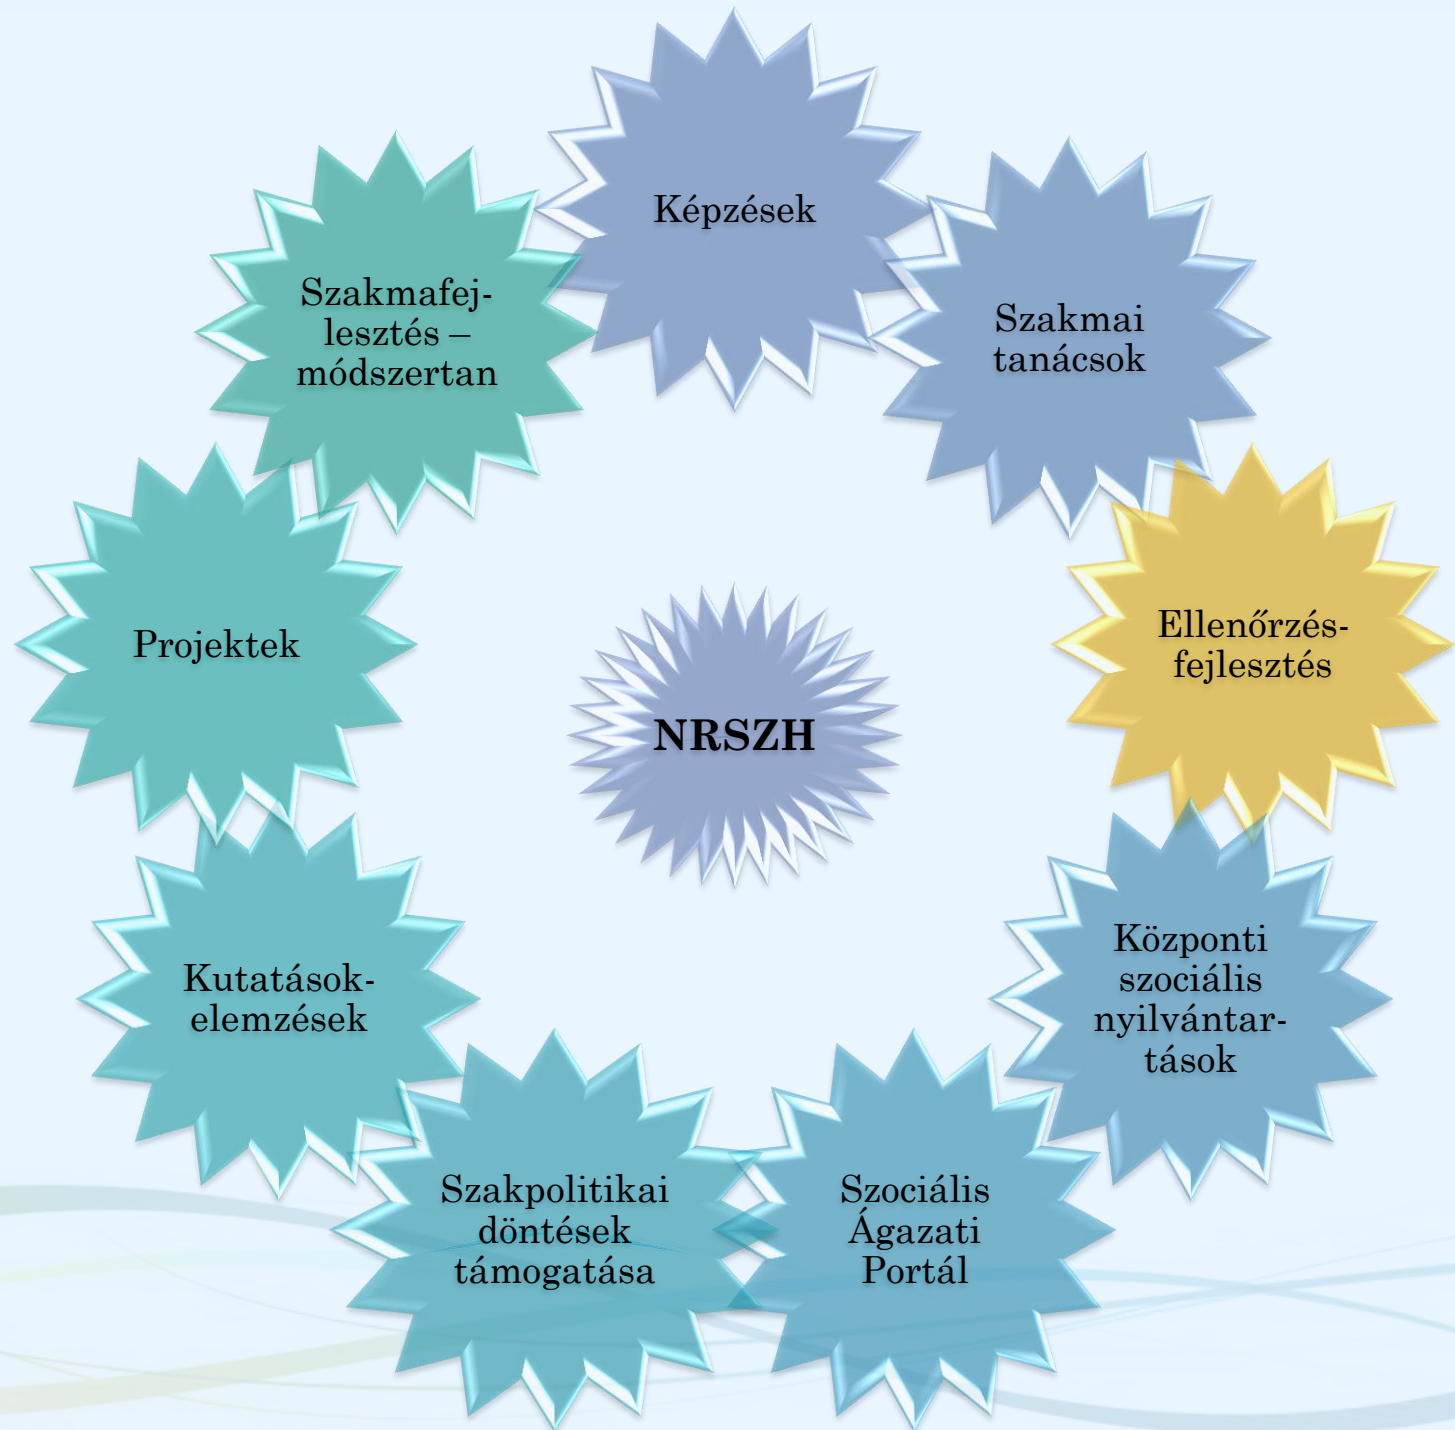 Képzések
Szakmai
tanácsok
Ellenőrzés-
fejlesztés
Központi
szociális
nyilvántar-
tások
Szociális
Ágazati
Portál
Szakpolitikai
döntések
támogatása
Kutatások-
elemzések
Projektek
Szakmafej-
lesztés –
módszertan
NRSZH